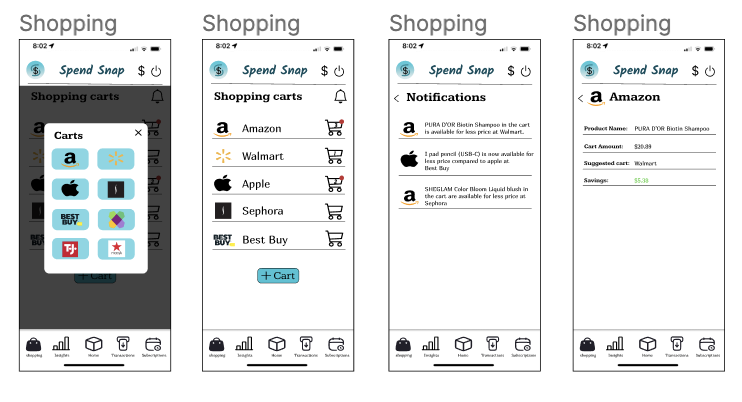 Shopping
8:02
$
Spend Snap
$
Shopping carts
Carts
a
BEST
BUY
TJ
macys
+ Cart
shopping
Insights
Home
Transactions
Subscriptions
Shopping
8:02
$
Spend Snap
$
Shopping carts
a
Amazon
Walmart
Apple
Sephora
BEST
BUY
Best Buy
+ Cart
shopping
Insights
Home
Transactions
Subscriptions
Shopping
8:02
$
Spend Snap
$
< Notifications
a
PURA D'OR Biotin Shampoo in the cart
is available for less price at Walmart.
I pad pencil (USB-C) is now available for
less price compared to apple at
Best Buy
a
SHEGLAM Color Bloom Liquid blush in
the cart are available for less price at
Sephora
shopping
Insights
Home
Transactions
Subscriptions
Shopping
8:02
$
Spend Snap
$
< a Amazon
Product Name: PURA D'OR Biotin Shampoo
Cart Amount: $20.89
Suggested cart: Walmart
Savings: $5.38
shopping
Insights
Home
Transactions
Subscriptions